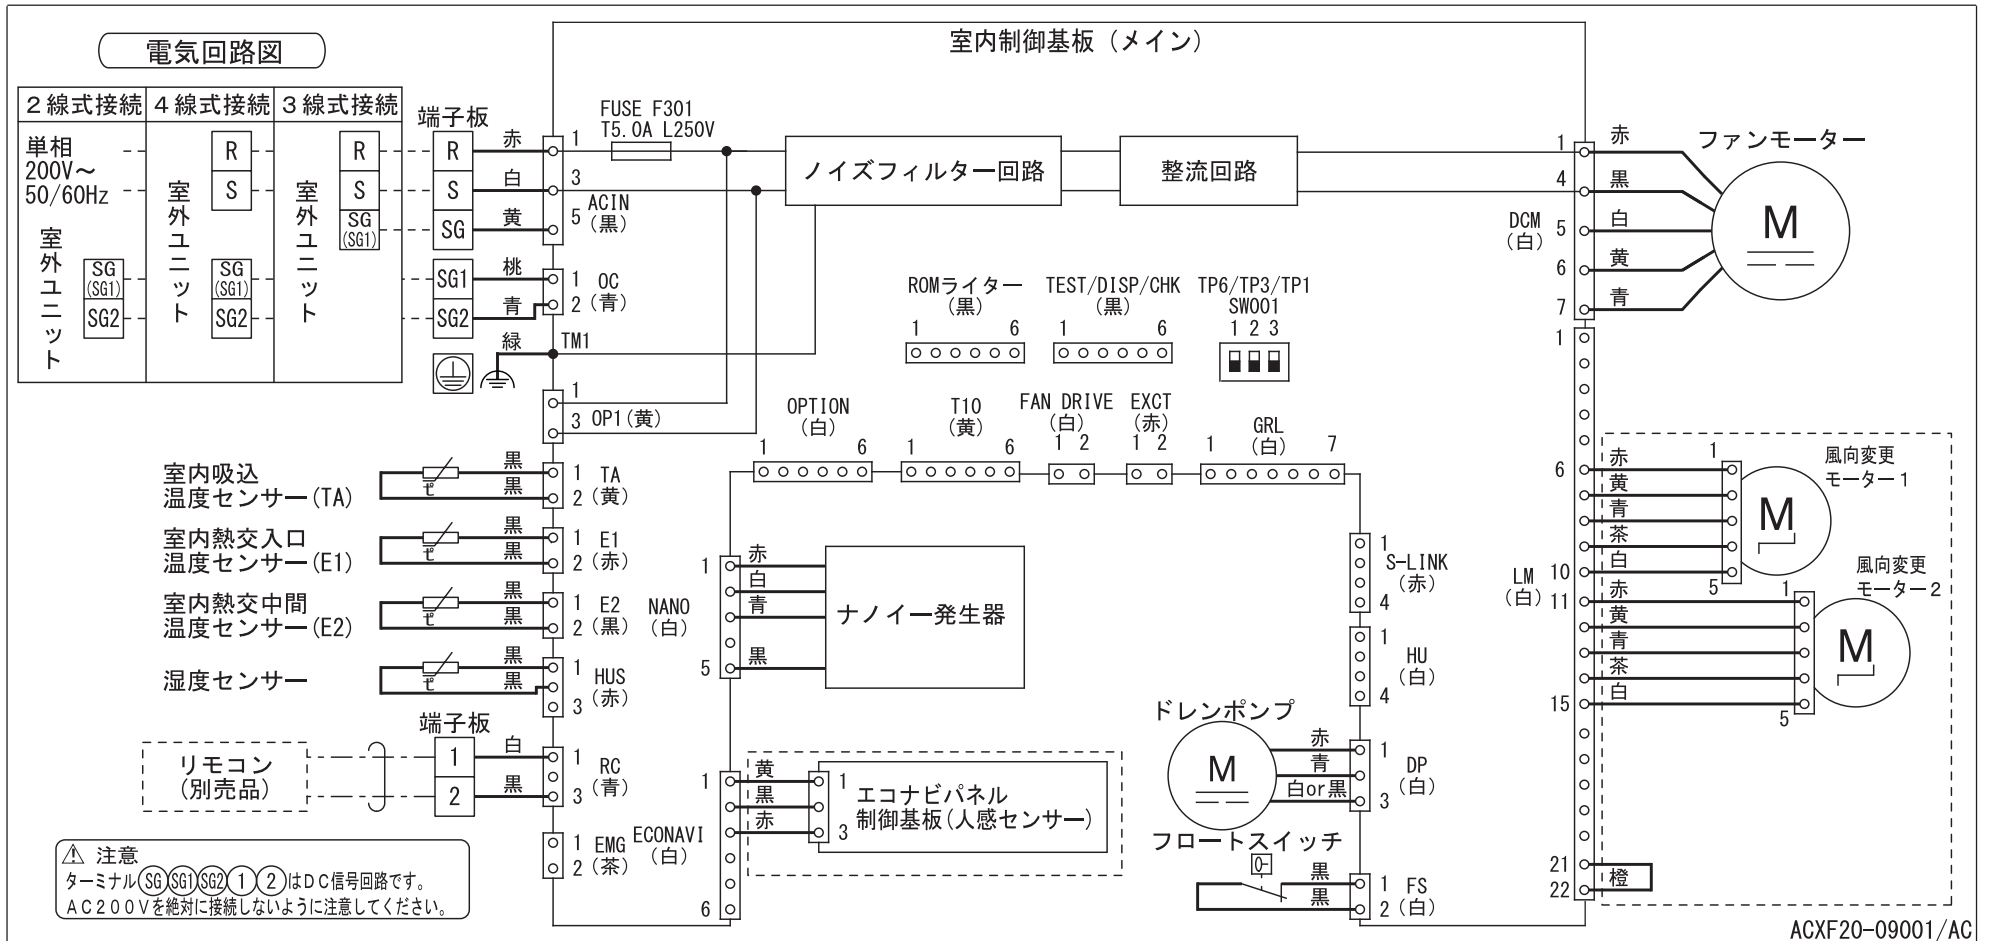 電気回路図
室内制御基板（メイン）
2線式接続 4線式接続 3線式接続
単相
200V～
50/60Hz
室外ユニット
SG
(SG1)
SG2
室外ユニット
R
S
SG
(SG1)
SG2
室外ユニット
R
S
SG
(SG1)
端子板
R 赤 1
S 白 3
SG 黄 5
ACIN
(黒)
SG1 桃 1 OC
SG2 青 2 (青)
緑 TM1
FUSE F301
T5.0A L250V
ノイズフィルター回路
整流回路
1
3 OP1(黄)
室内吸込
温度センサー(TA)
ピ
黒 1 TA
黒 2 (黄)
室内熱交入口
温度センサー(E1)
ピ
黒 1 E1
黒 2 (赤)
室内熱交中間
温度センサー(E2)
ピ
黒 1 E2
黒 2 (黒)
湿度センサー
ピ
黒 1 HUS
黒
3 (赤)
端子板
リモコン
(別売品)
1 白 1 RC
2 黒 3 (青)
1 EMG
2 (茶)
⚠ 注意
ターミナル SG SG1 SG2 1 2 はDC信号回路です。
AC200Vを絶対に接続しないように注意してください。
ROMライター
(黒)
1 6
TEST/DISP/CHK
(黒)
1 6
TP6/TP3/TP1
SW001
1 2 3
OPTION
(白)
1 6
T10
(黄)
1 6
FAN DRIVE
(白)
1 2
EXCT
(赤)
1 2
GRL
(白)
1 7
NANO
(白)
1 赤
白
青
5 黒
ナノイー発生器
ECONAVI
(白)
1 黄 1
黒
赤 3
6
エコナビパネル
制御基板(人感センサー)
1
S-LINK
(赤)
4
1
HU
(白)
4
ドレンポンプ
M
赤 1
青
白or黒 3
DP
(白)
フロートスイッチ
黒 1 FS
黒 2 (白)
DCM
(白)
1 赤
4 黒
5 白
6 黄
7 青
ファンモーター
M
LM
(白)
1
6 赤 1
黄
青
茶
10 白 5
風向変更
モーター1
M
11 赤 1
黄
青
茶
15 白 5
風向変更
モーター2
M
21
22 橙
ACXF20-09001/AC